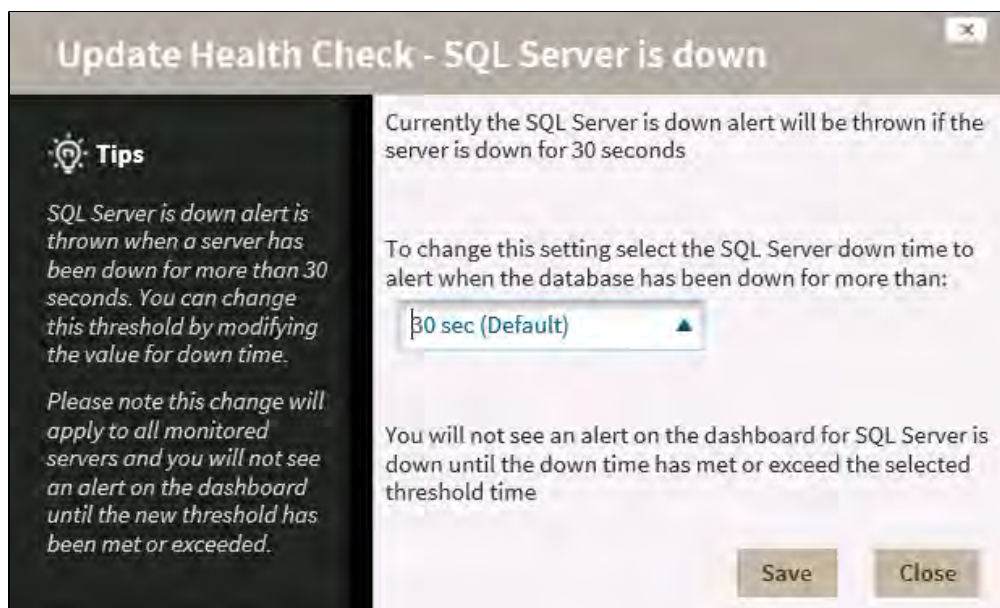 Update Health Check - SQL Server is down
Tips
SQL Server is down alert is
thrown when a server has
been down for more than 30
seconds. You can change
this threshold by modifying
the value for down time.
Please note this change will
apply to all monitored
servers and you will not see
an alert on the dashboard
until the new threshold has
been met or exceeded.
Currently the SQL Server is down alert will be thrown if the
server is down for 30 seconds
To change this setting select the SQL Server down time to
alert when the database has been down for more than:
30 sec (Default)
You will not see an alert on the dashboard for SQL Server is
down until the down time has met or exceed the selected
threshold time
Save
Close